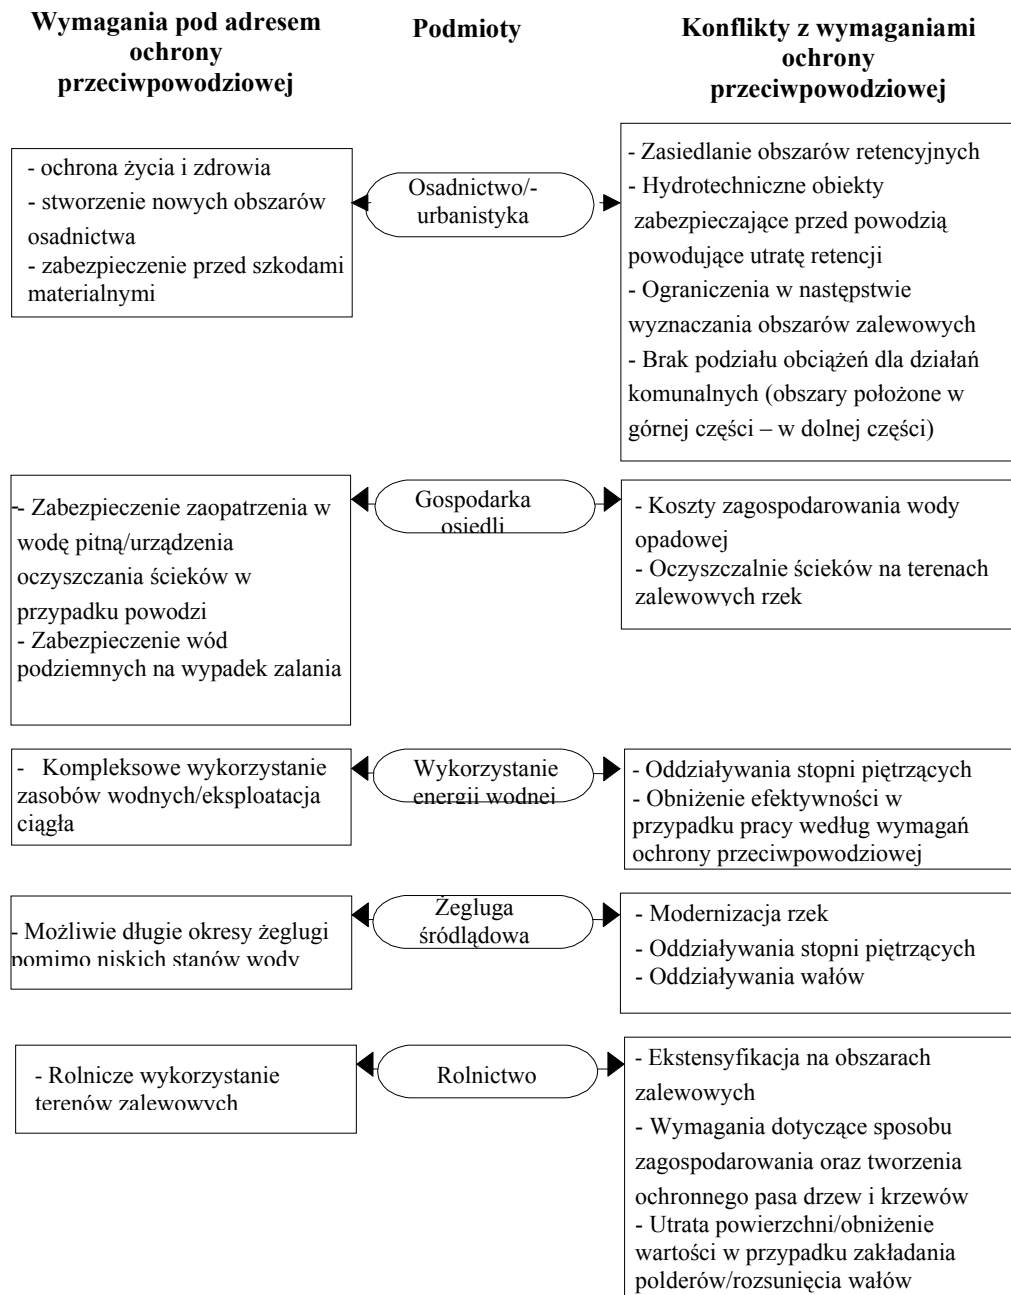 Wymagania pod adresem
ochrony
przeciwpowodziowej
Podmioty
Konflikty z wymaganiami
ochrony
przeciwpowodziowej
- ochrona życia i zdrowia
- stworzenie nowych obszarów
osadnictwa
- zabezpieczenie przed szkodami
materialnymi
Osadnictwo/-
urbanistyka
- Zasiedlanie obszarów retencyjnych
- Hydrotechniczne obiekty
zabezpieczające przed powodzią
powodujące utratę retencji
- Ograniczenia w następstwie
wyznaczania obszarów zalewowych
- Brak podziału obciążeń dla działań
komunalnych (obszary położone w
górnej części – w dolnej części)
- Zabezpieczenie zaopatrzenia w
wodę pitną/urządzenia
oczyszczania ścieków w
przypadku powodzi
- Zabezpieczenie wód
podziemnych na wypadek zalania
Gospodarka
osiedli
- Koszty zagospodarowania wody
opadowej
- Oczyszczalnie ścieków na terenach
zalewowych rzek
- Kompleksowe wykorzystanie
zasobów wodnych/eksploatacja
ciągła
Wykorzystanie
energii wodnej
- Oddziaływania stopni piętrzących
- Obniżenie efektywności w
przypadku pracy według wymagań
ochrony przeciwpowodziowej
- Możliwie długie okresy żeglugi
pomimo niskich stanów wody
Żegluga
śródlądowa
- Modernizacja rzek
- Oddziaływania stopni piętrzących
- Oddziaływania wałów
- Rolnicze wykorzystanie
terenów zalewowych
Rolnictwo
- Ekstensyfikacja na obszarach
zalewowych
- Wymagania dotyczące sposobu
zagospodarowania oraz tworzenia
ochronnego pasa drzew i krzewów
- Utrata powierzchni/obniżenie
wartości w przypadku zakładania
polderów/rozsunięcia wałów